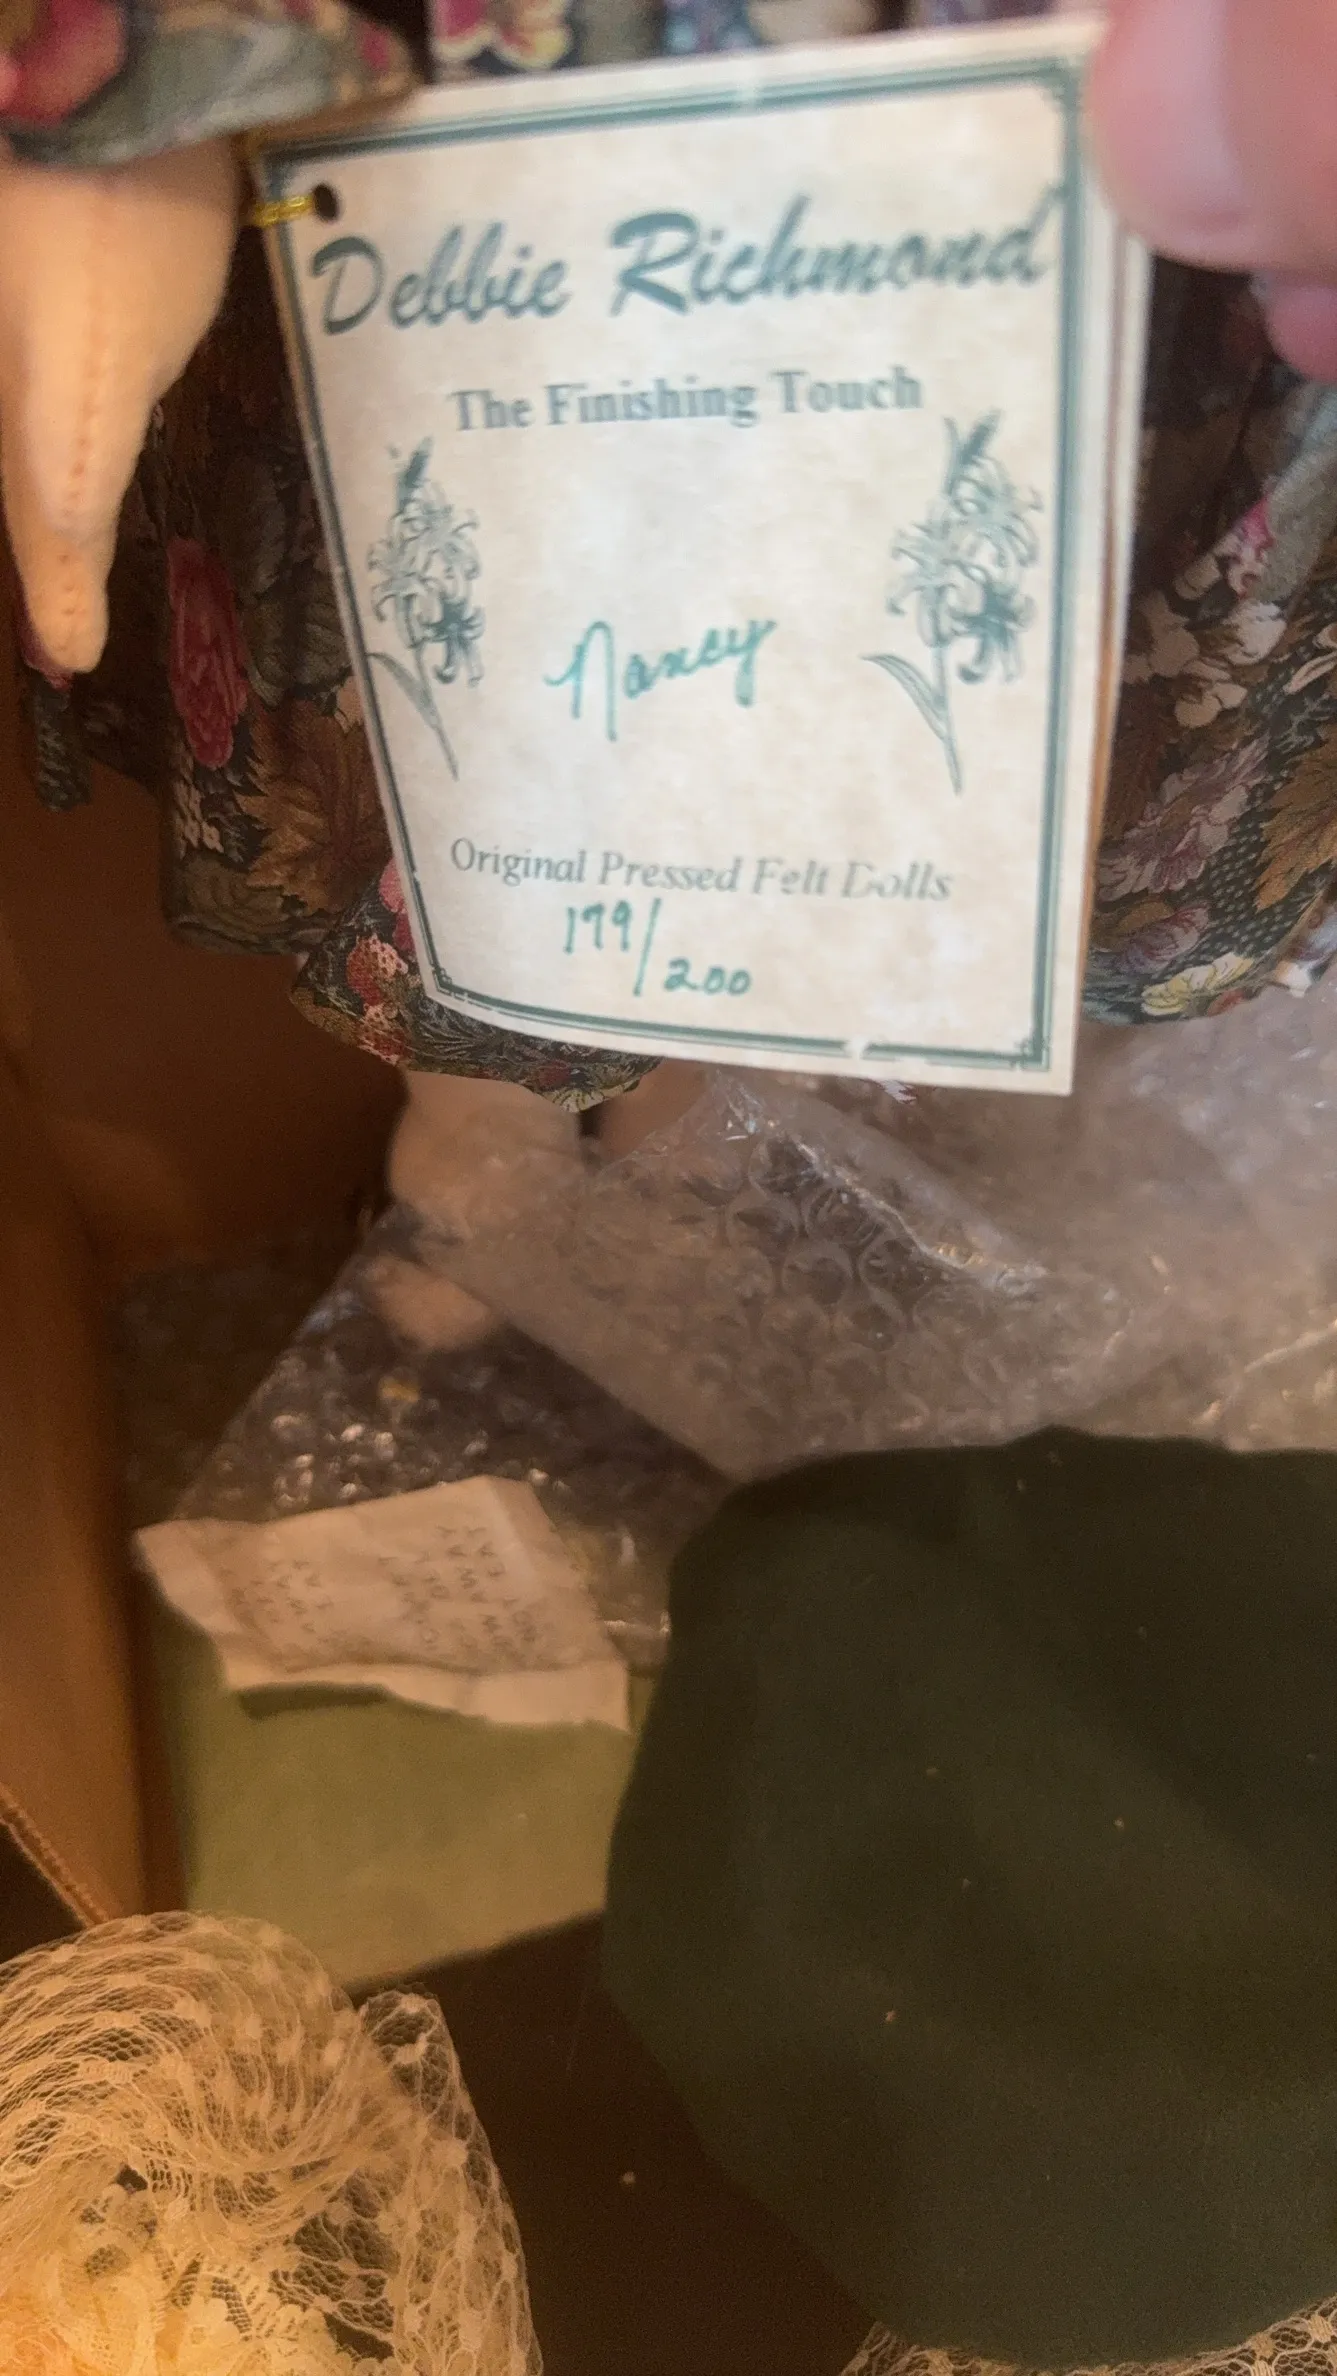 Debbie Richmond
The Finishing Touch
Nancy
Original Pressed Felt Dolls
179/200